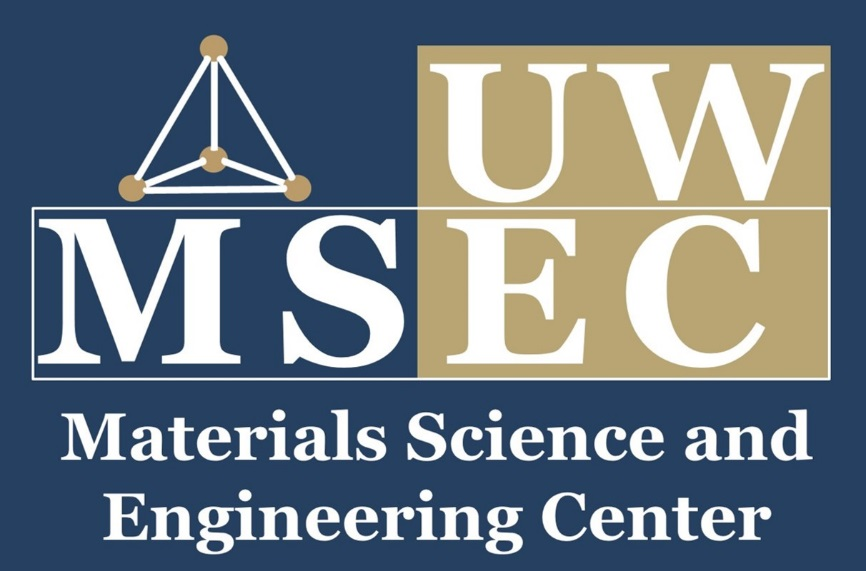 UW
MSEC
Materials Science and
Engineering Center